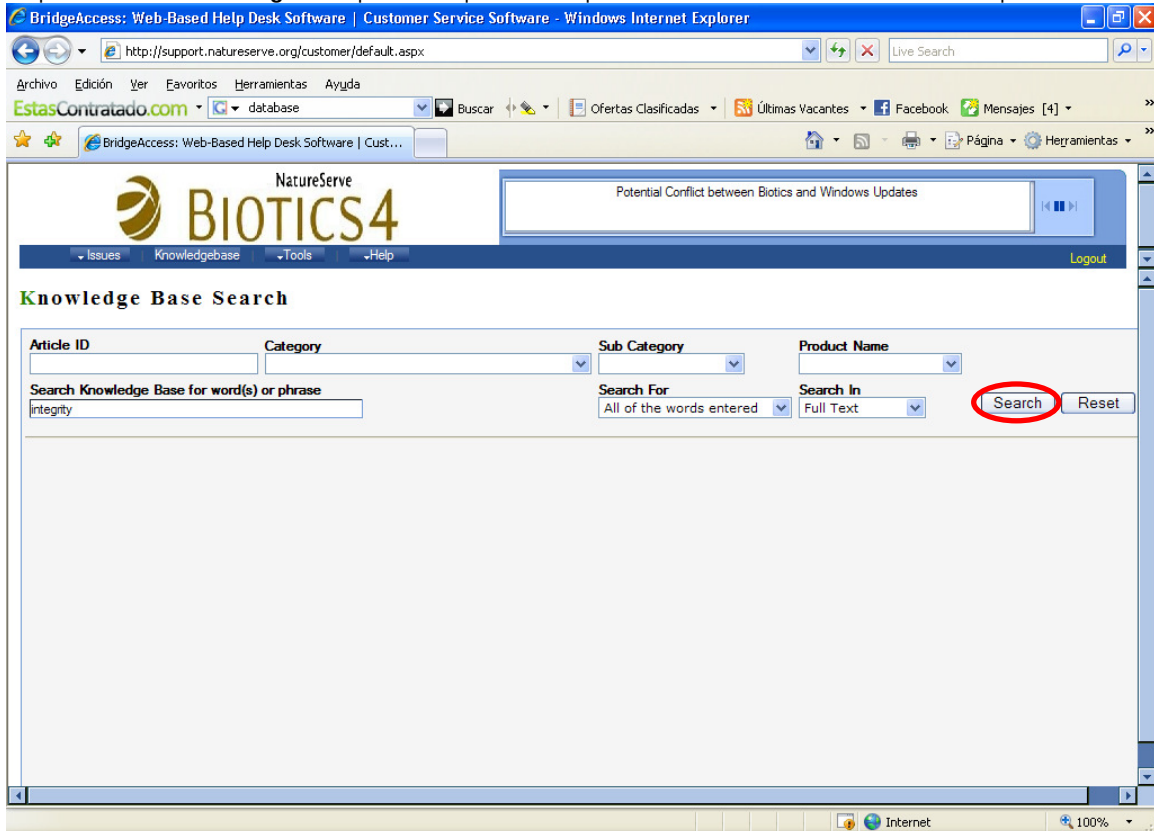 BridgeAccess: Web-Based Help Desk Software | Customer Service Software - Windows Internet Explorer
http://support.natureserve.org/customer/default.aspx
Live Search
Archivo Edición Ver Favoritos Herramientas Ayuda
EstasContratado.com database Buscar Ofertas Clasificadas Últimas Vacantes Facebook Mensajes [4] »
BridgeAccess: Web-Based Help Desk Software | Cust... Página Herramientas »
NatureServe
BIOTICS4
Potential Conflict between Biotics and Windows Updates
Issues | Knowledgebase | Tools | Help
Logout
Knowledge Base Search
Article ID Category Sub Category Product Name
Search Knowledge Base for word(s) or phrase Search For Search In
integrity All of the words entered Full Text Search Reset
Internet 100%